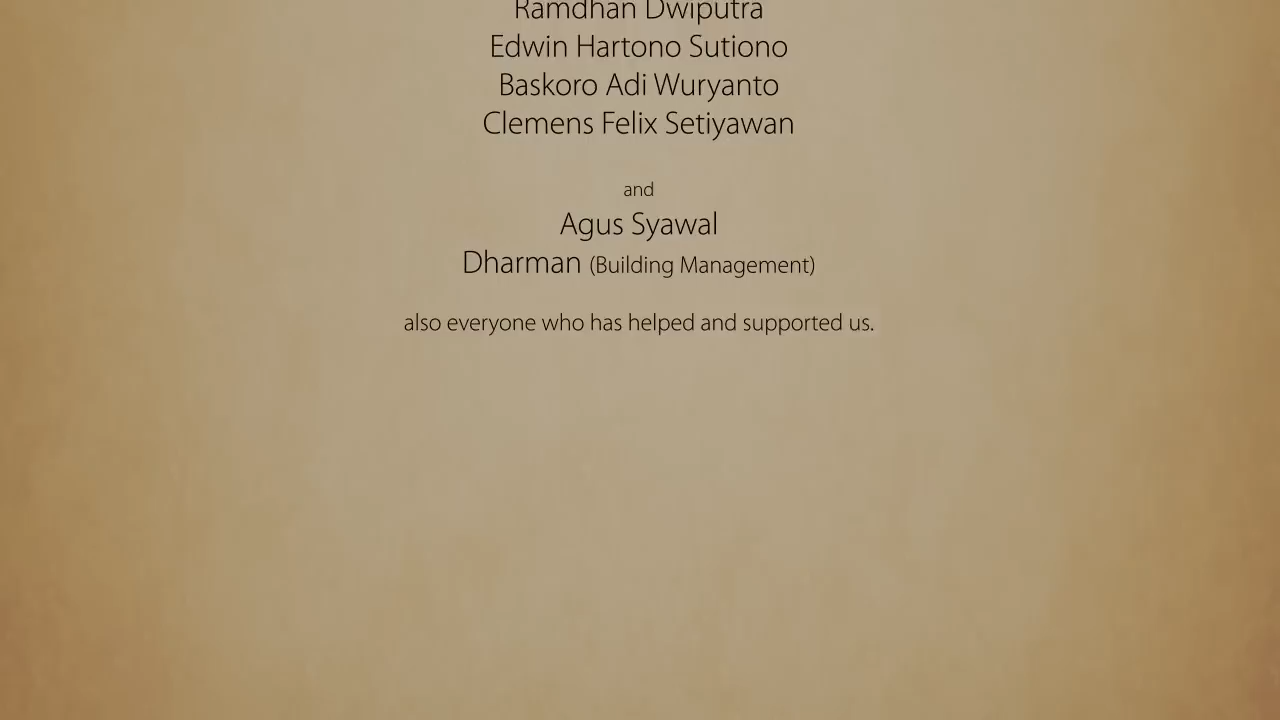 Ramdhan Dwiputra
Edwin Hartono Sutiono
Baskoro Adi Wuryanto
Clemens Felix Setiyawan
and
Agus Syawal
Dharman (Building Management)
also everyone who has helped and supported us.